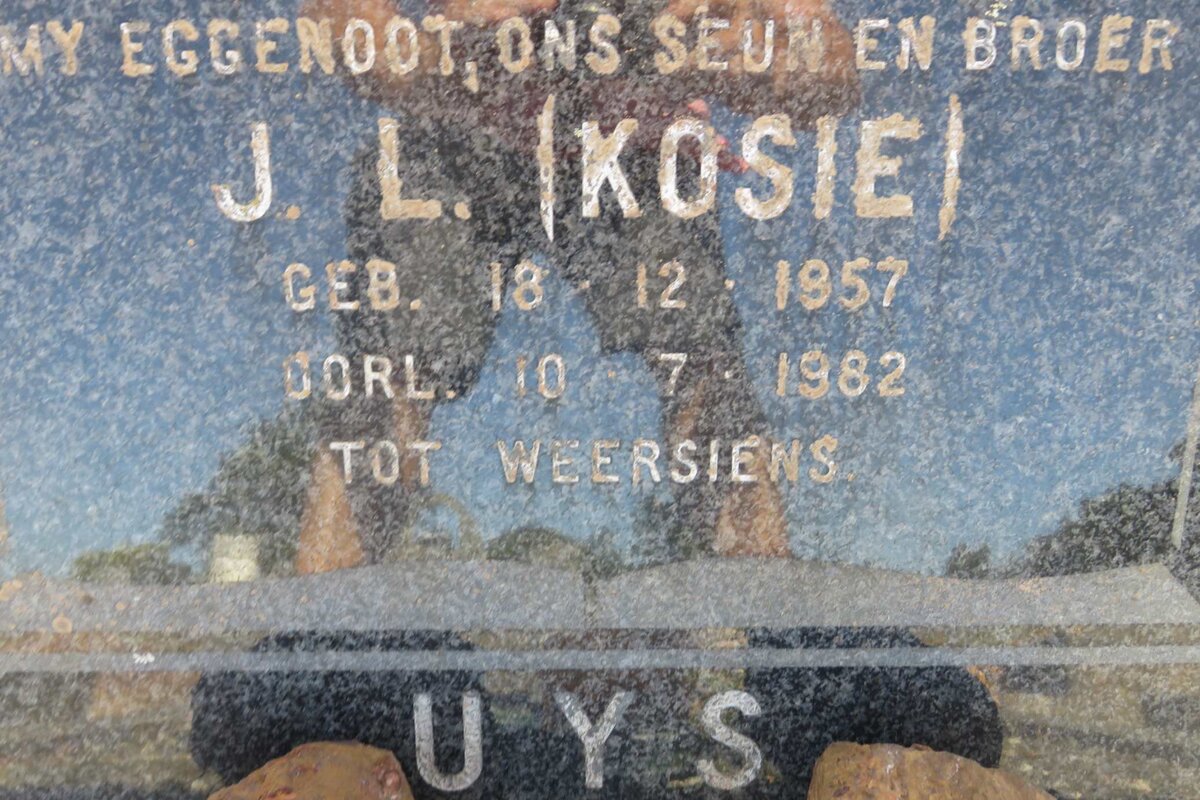 MY EGGENOOT, ONS SEUN EN BROER
J. L. (KOSIE)
GEB. 18 · 12 · 1957
OORL. 10 · 7 · 1982
TOT WEERSIENS.
UYS